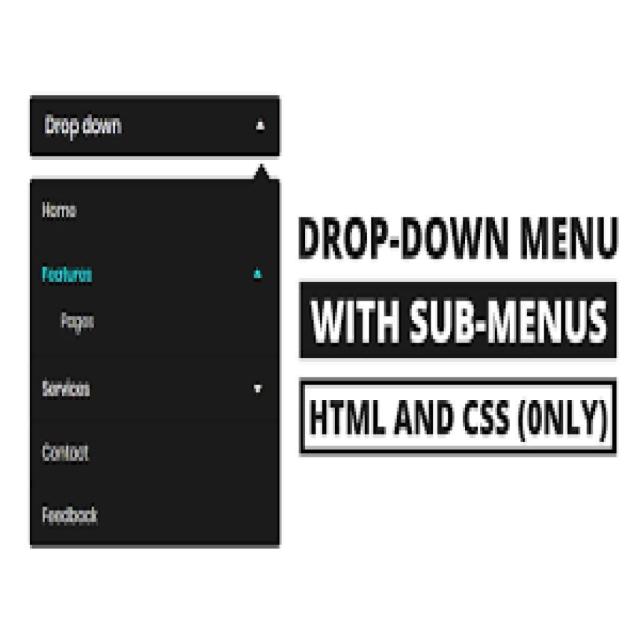 Drop down
Home
Features
Pages
Services
Contact
Feedback
DROP-DOWN MENU
WITH SUB-MENUS
HTML AND CSS (0NLY)